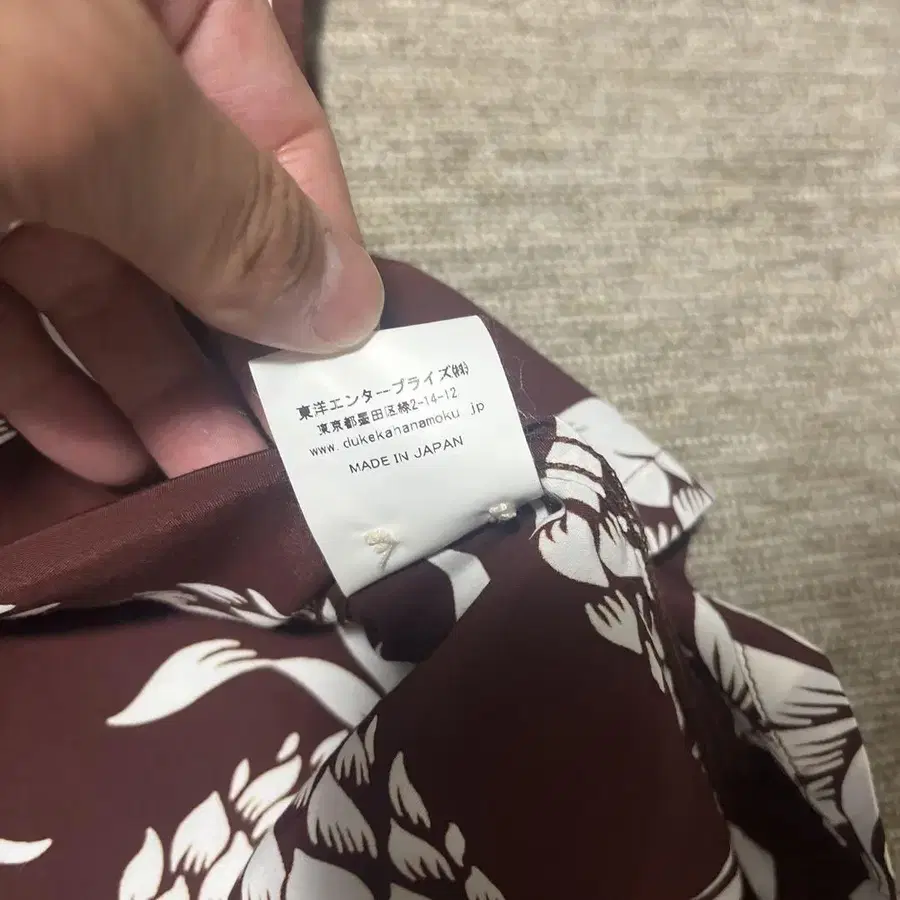 東洋エンタープライズ㈱
東京都墨田区緑2-14-12
www. dukekahanamoku. jp
MADE IN JAPAN